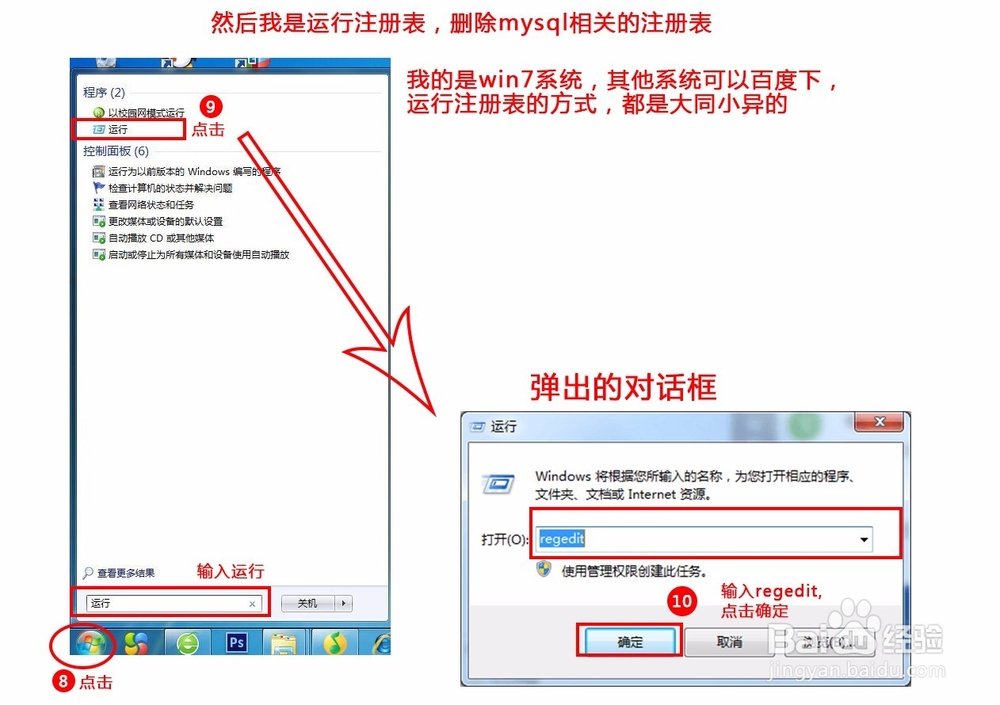 然后我是运行注册表，删除mysql相关的注册表
我的是win7系统，其他系统可以百度下，
运行注册表的方式，都是大同小异的
程序 (2)
以校园网模式运行
运行
9
点击
控制面板 (6)
运行为以前版本的 Windows 编写的程序
检查计算机的状态并解决问题
查看网络状态和任务
更改媒体或设备的默认设置
自动播放 CD 或其他媒体
启动或停止为所有媒体和设备使用自动播放
查看更多结果
输入运行
运行
关机
Ps
8 点击
弹出的对话框
运行
Windows 将根据您所输入的名称，为您打开相应的程序、
文件夹、文档或 Internet 资源。
打开(O):
regedit
使用管理权限创建此任务。
10
输入regedit,
点击确定
确定
取消
Baidu经验
jingyan.baidu.com